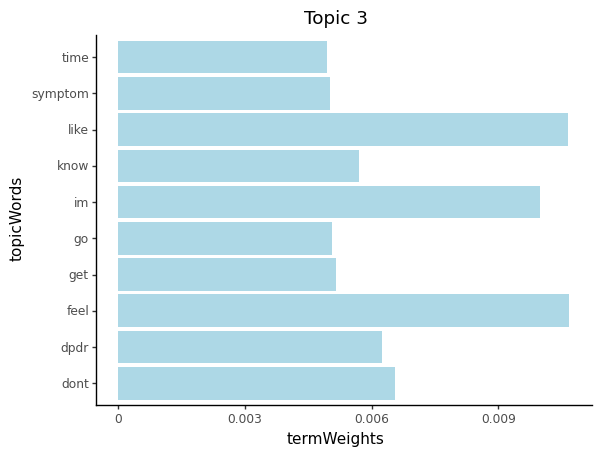 Topic 3
time
symptom
like
know
im
go
get
feel
dpdr
dont
topicWords
0 0.003 0.006 0.009
termWeights